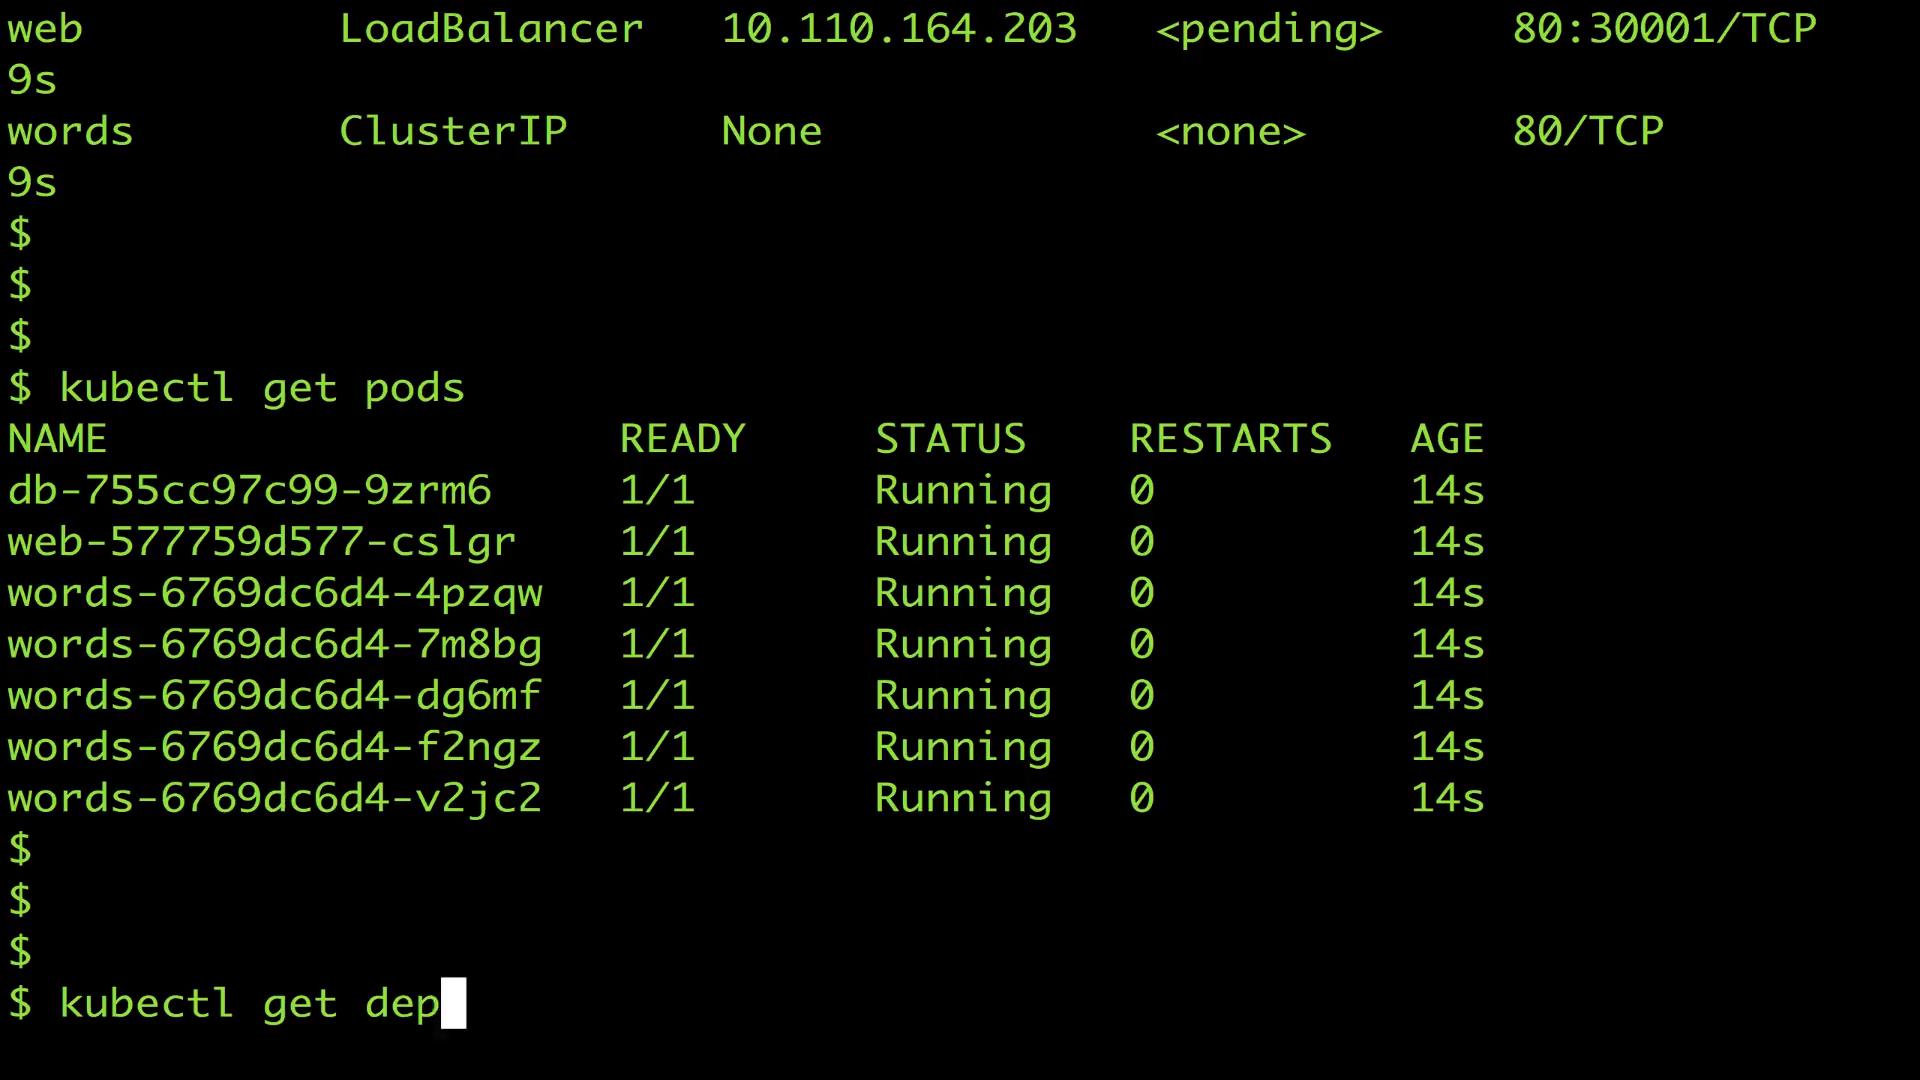 web LoadBalancer 10.110.164.203 <pending> 80:30001/TCP
9s
words ClusterIP None <none> 80/TCP
9s
$
$
$
$ kubectl get pods
NAME READY STATUS RESTARTS AGE
db-755cc97c99-9zrm6 1/1 Running 0 14s
web-577759d577-cslgr 1/1 Running 0 14s
words-6769dc6d4-4pzqw 1/1 Running 0 14s
words-6769dc6d4-7m8bg 1/1 Running 0 14s
words-6769dc6d4-dg6mf 1/1 Running 0 14s
words-6769dc6d4-f2ngz 1/1 Running 0 14s
words-6769dc6d4-v2jc2 1/1 Running 0 14s
$
$
$
$ kubectl get dep